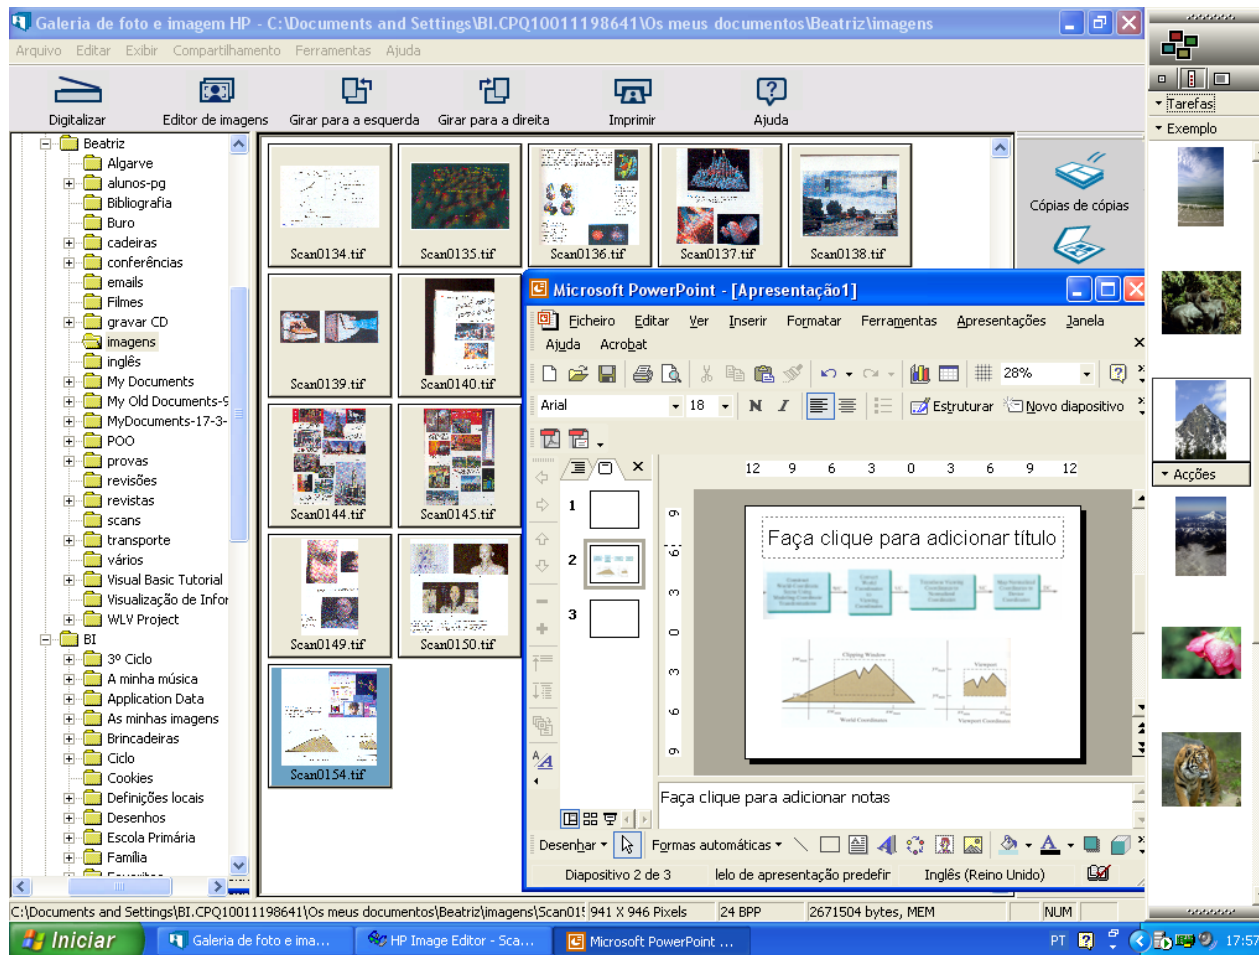 Galeria de foto e imagem HP - C:\Documents and Settings\BI.CPQ10011198641\Os meus documentos\Beatriz\imagens
Arquivo Editar Exibir Compartilhamento Ferramentas Ajuda
Digitalizar Editor de imagens Girar para a esquerda Girar para a direita Imprimir Ajuda
Tarefas
Exemplo
Acções
Beatriz
Algarve
alunos-pg
Bibliografia
Buro
cadeiras
conferências
emails
Filmes
gravar CD
imagens
inglês
My Documents
My Old Documents-9
MyDocuments-17-3-
POO
provas
revisões
revistas
scans
transporte
vários
Visual Basic Tutorial
Visualização de Infor
WLV Project
BI
3º Ciclo
A minha música
Application Data
As minhas imagens
Brincadeiras
Ciclo
Cookies
Definições locais
Desenhos
Escola Primária
Família
Scan0134.tif Scan0135.tif Scan0136.tif Scan0137.tif Scan0138.tif
Scan0139.tif Scan0140.tif
Scan0144.tif Scan0145.tif
Scan0149.tif Scan0150.tif
Scan0154.tif
Cópias de cópias
Microsoft PowerPoint - [Apresentação1]
Ficheiro Editar Ver Inserir Formatar Ferramentas Apresentações Janela
Ajuda Acrobat
28%
Arial 18 N I Estruturar Novo diapositivo
12 9 6 3 0 3 6 9 12
1
2
3
9 6 3 0 3 6 9
Faça clique para adicionar título
Clipping Window
Viewport
World Coordinates
Viewport Coordinates
Faça clique para adicionar notas
Desenhar Formas automáticas
Diapositivo 2 de 3 lelo de apresentação predefir Inglês (Reino Unido)
C:\Documents and Settings\BI.CPQ10011198641\Os meus documentos\Beatriz\imagens\Scan01 941 X 946 Pixels 24 BPP 2671504 bytes, MEM NUM
Iniciar Galeria de foto e ima... HP Image Editor - Sca... Microsoft PowerPoint ... PT 17:57